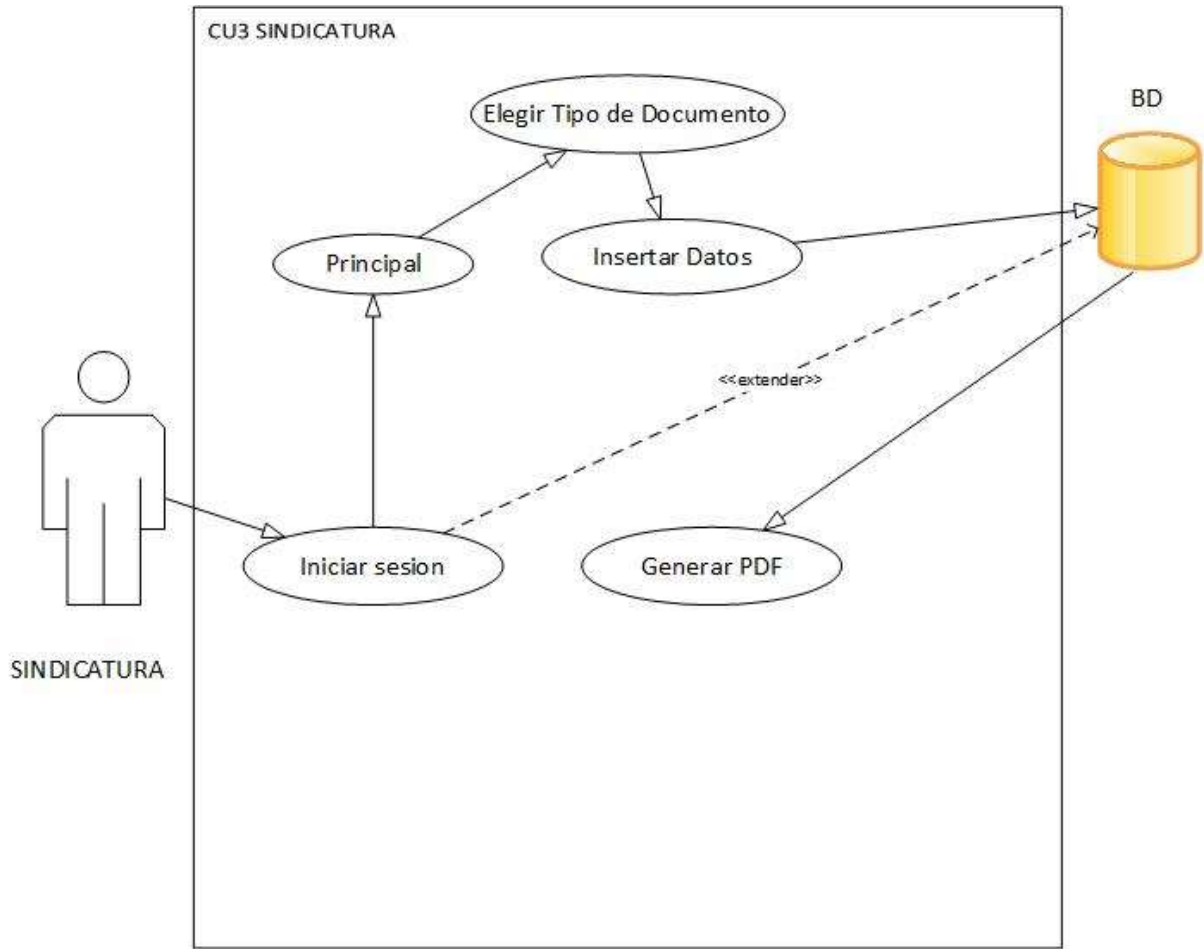 CU3 SINDICATURA
Elegir Tipo de Documento
BD
Principal
Insertar Datos
<<extender>>
Iniciar sesion
Generar PDF
SINDICATURA